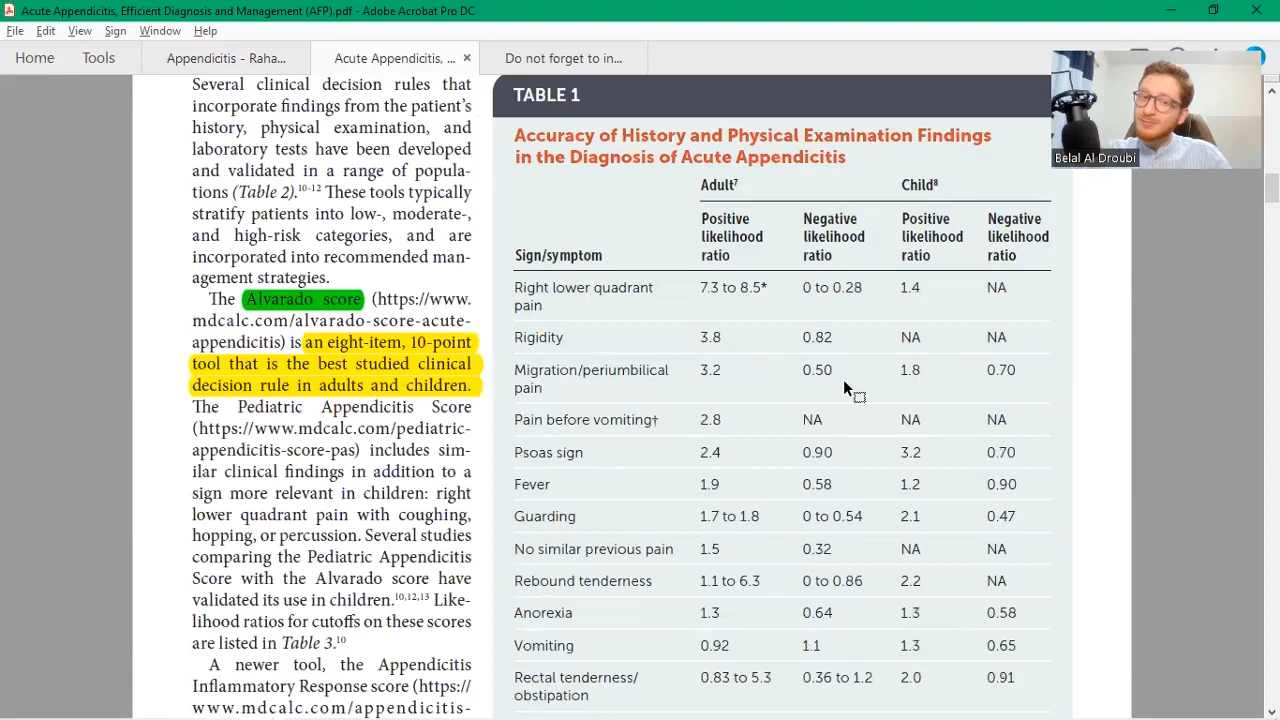 Acute Appendicitis, Efficient Diagnosis and Management (AFP).pdf - Adobe Acrobat Pro DC
File Edit View Sign Window Help
Home Tools Appendicitis - Raha... Acute Appendicitis, ... × Do not forget to in...
Several clinical decision rules that
incorporate findings from the patient's
history, physical examination, and
laboratory tests have been developed
and validated in a range of popula-
tions (Table 2).10-12 These tools typically
stratify patients into low-, moderate-,
and high-risk categories, and are
incorporated into recommended man-
agement strategies.
The Alvarado score (https://www.
mdcalc.com/alvarado-score-acute-
appendicitis) is an eight-item, 10-point
tool that is the best studied clinical
decision rule in adults and children.
The Pediatric Appendicitis Score
(https://www.mdcalc.com/pediatric-
appendicitis-score-pas) includes sim-
ilar clinical findings in addition to a
sign more relevant in children: right
lower quadrant pain with coughing,
hopping, or percussion. Several studies
comparing the Pediatric Appendicitis
Score with the Alvarado score have
validated its use in children.10,12,13 Like-
lihood ratios for cutoffs on these scores
are listed in Table 3.10
A newer tool, the Appendicitis
Inflammatory Response score (https://
www.mdcalc.com/appendicitis-
TABLE 1
Accuracy of History and Physical Examination Findings
in the Diagnosis of Acute Appendicitis
Adult7 Child8
Positive Negative Positive Negative
likelihood likelihood likelihood likelihood
Sign/symptom ratio ratio ratio ratio
Right lower quadrant 7.3 to 8.5* 0 to 0.28 1.4 NA
pain
Rigidity 3.8 0.82 NA NA
Migration/periumbilical 3.2 0.50 1.8 0.70
pain
Pain before vomiting† 2.8 NA NA NA
Psoas sign 2.4 0.90 3.2 0.70
Fever 1.9 0.58 1.2 0.90
Guarding 1.7 to 1.8 0 to 0.54 2.1 0.47
No similar previous pain 1.5 0.32 NA NA
Rebound tenderness 1.1 to 6.3 0 to 0.86 2.2 NA
Anorexia 1.3 0.64 1.3 0.58
Vomiting 0.92 1.1 1.3 0.65
Rectal tenderness/ 0.83 to 5.3 0.36 to 1.2 2.0 0.91
obstipation
Belal Al Droubi